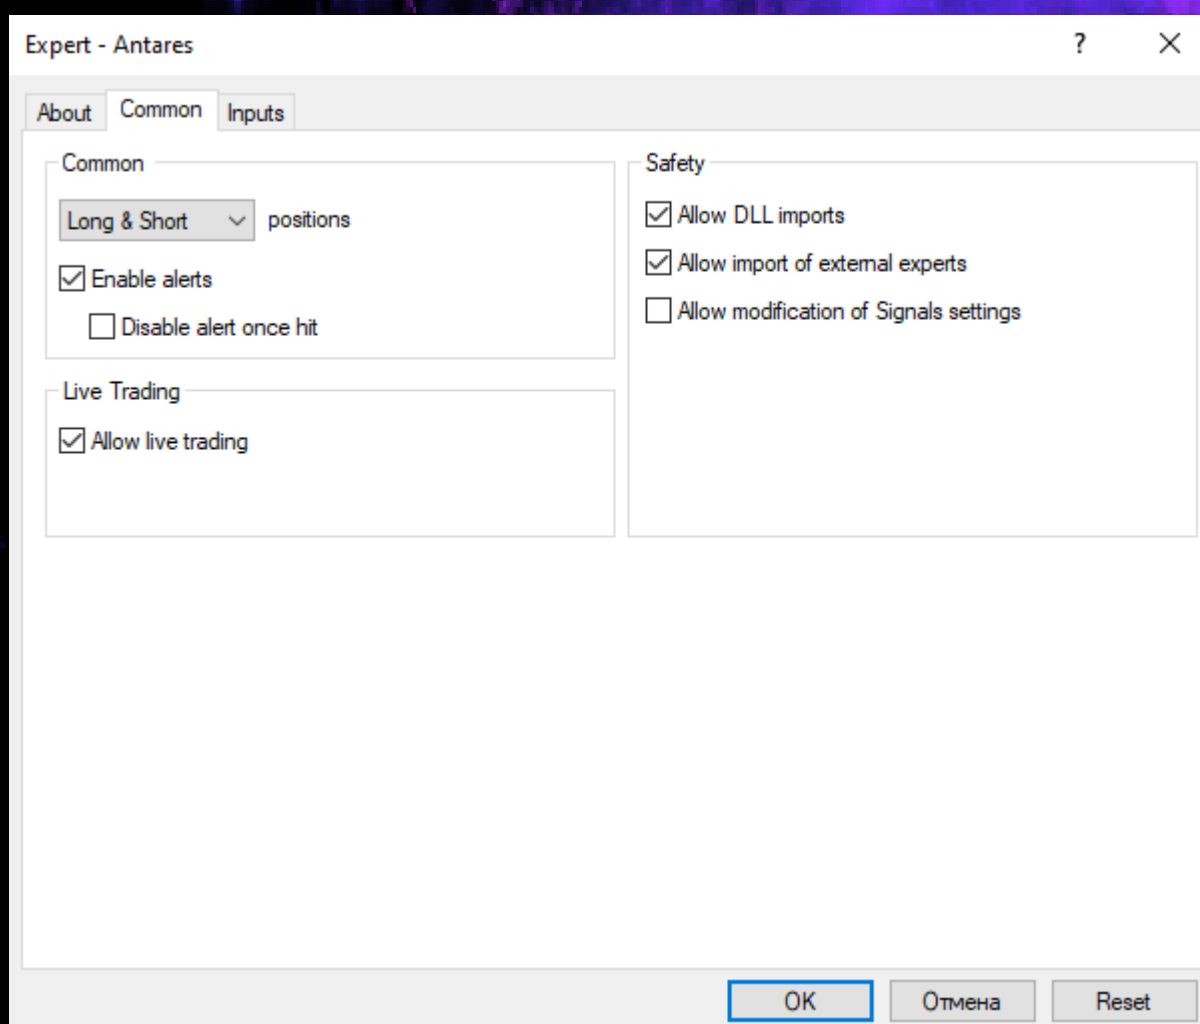 Expert - Antares
?
About
Common
Inputs
Common
Long & Short
positions
Enable alerts
Disable alert once hit
Live Trading
Allow live trading
Safety
Allow DLL imports
Allow import of external experts
Allow modification of Signals settings
OK
Отмена
Reset